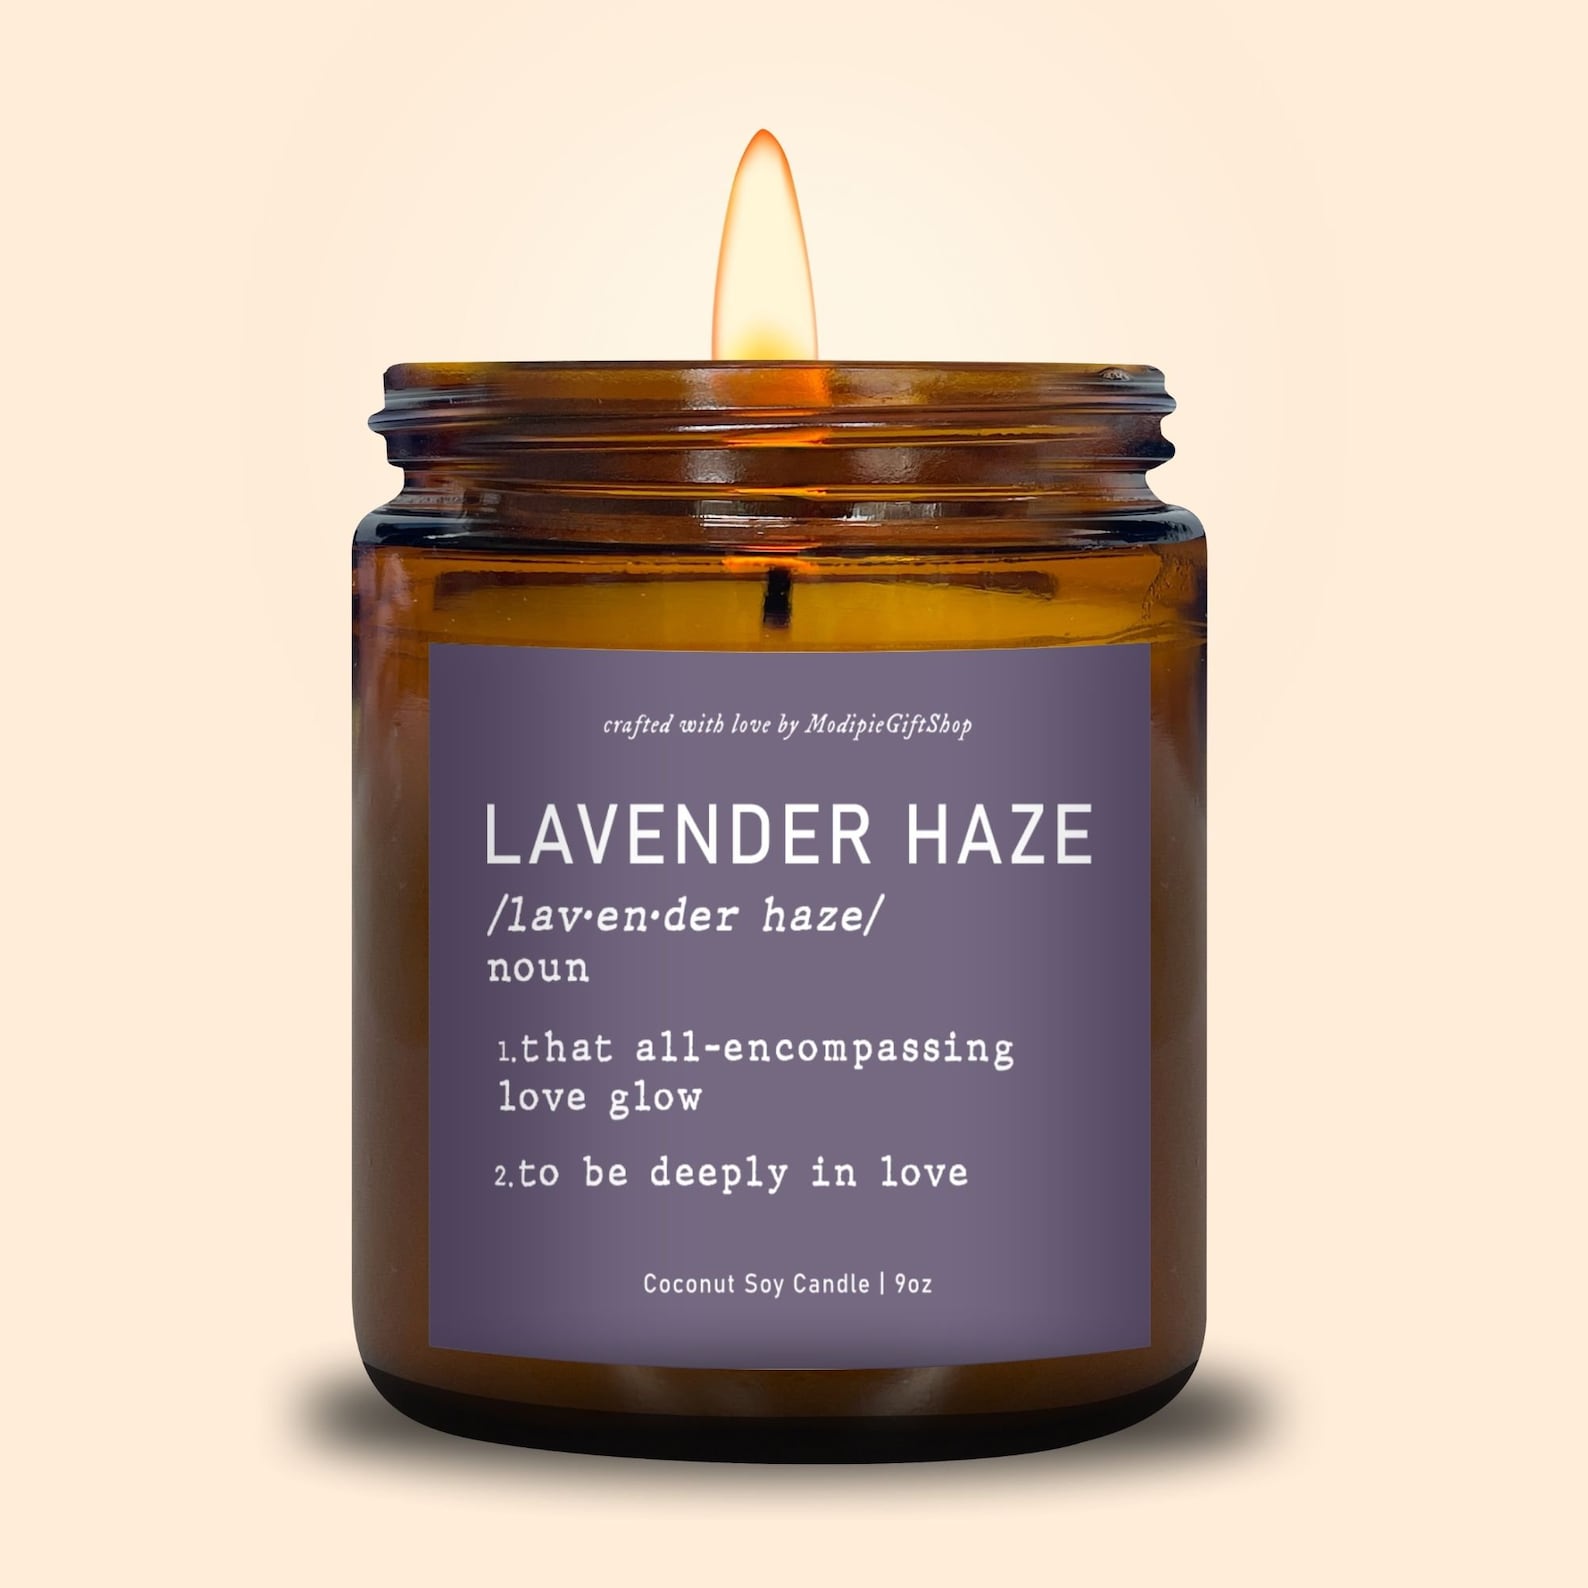 crafted with love by ModipieGiftShop
LAVENDER HAZE
/lav•en•der haze/
noun
1.that all-encompassing
love glow
2.to be deeply in love
Coconut Soy Candle | 9oz